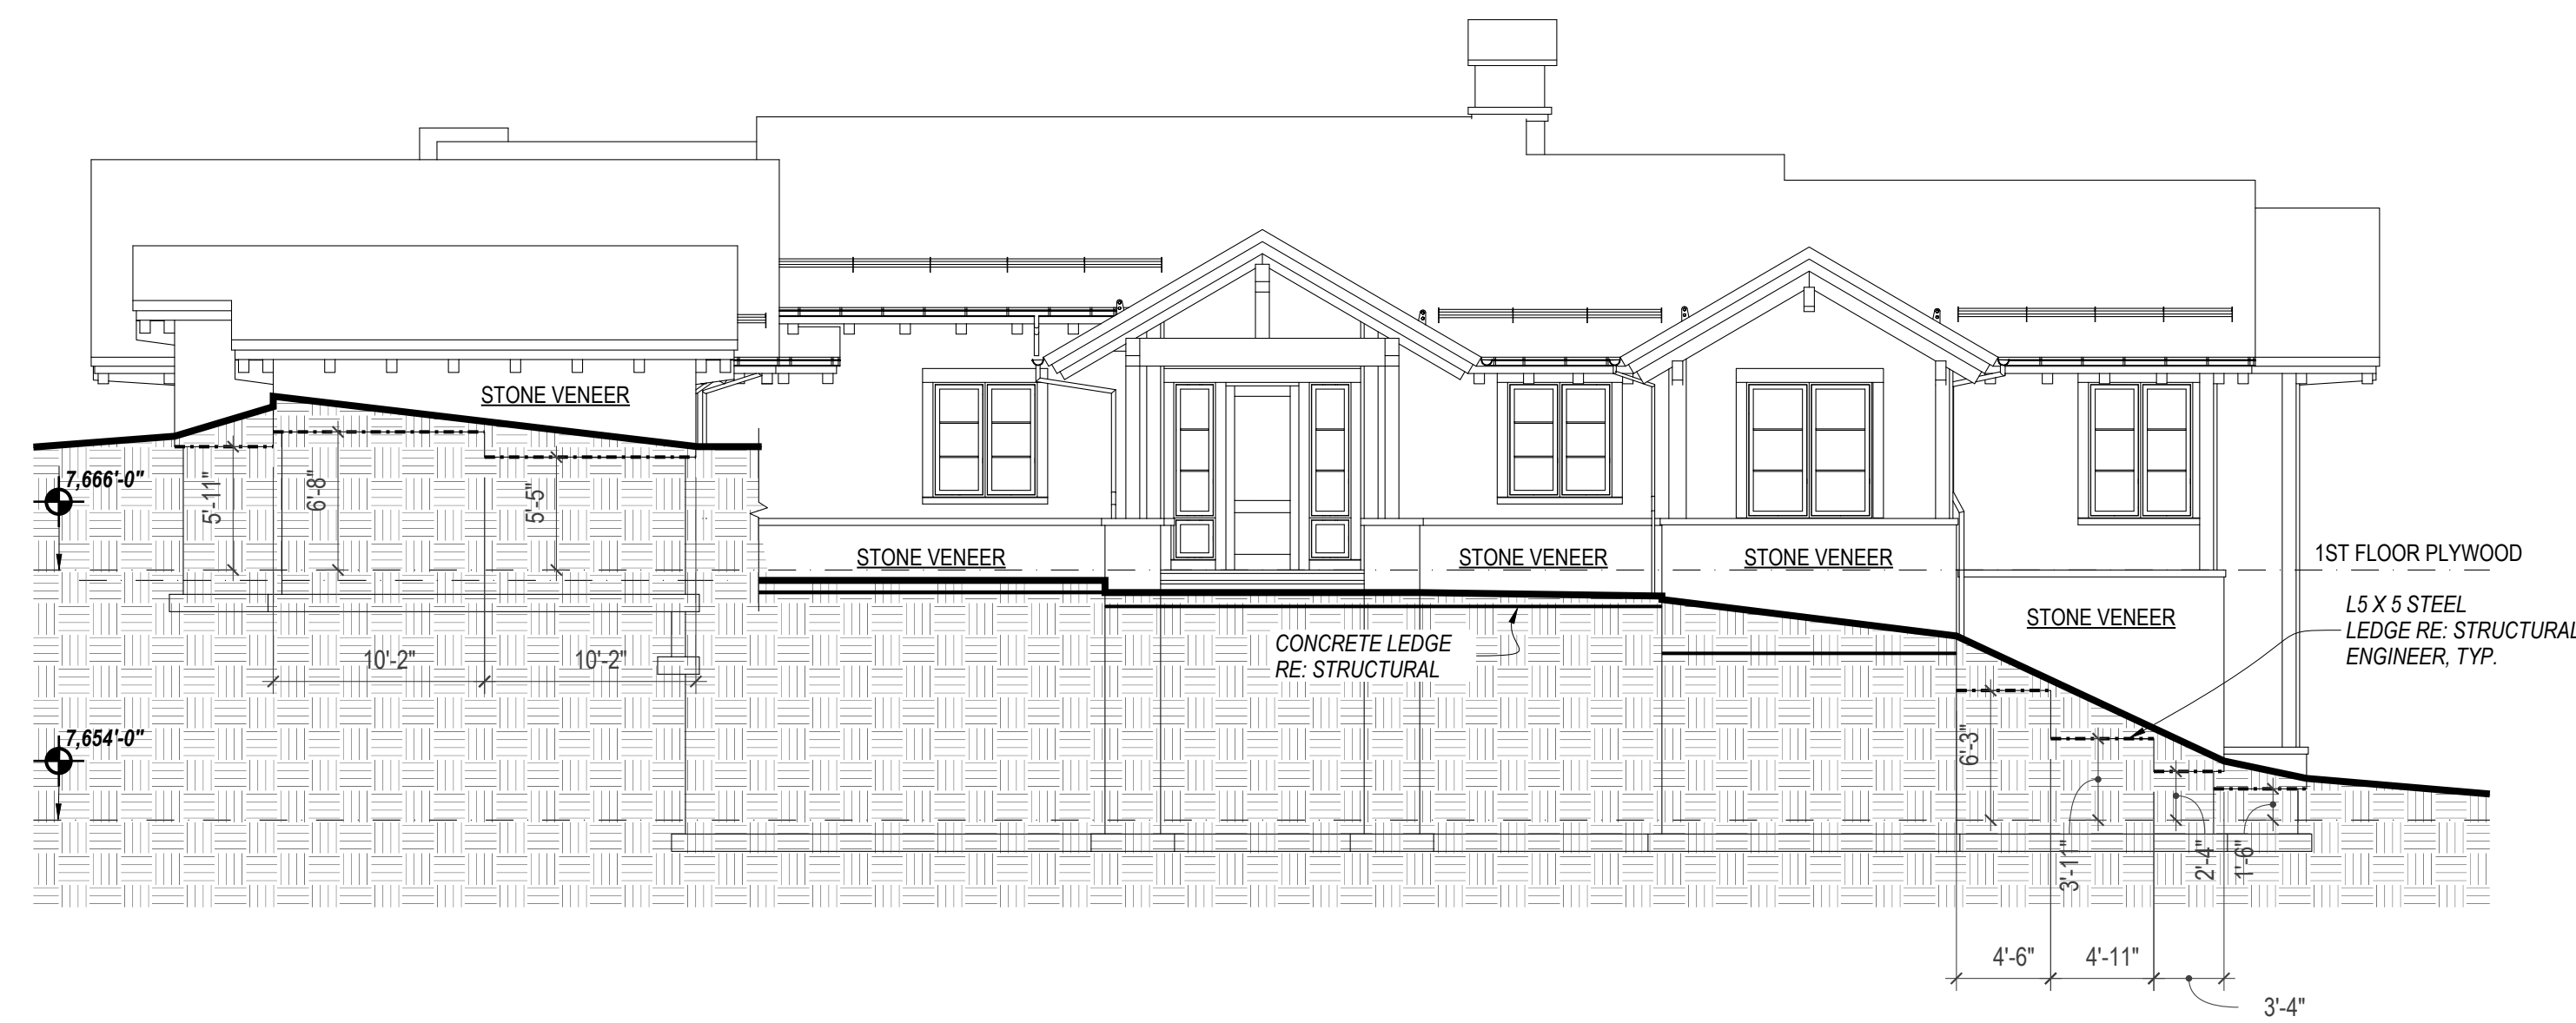 STONE VENEER
7,666'-0"
5'-11"
6'-8"
5'-5"
STONE VENEER
STONE VENEER
STONE VENEER
1ST FLOOR PLYWOOD
L5 X 5 STEEL
LEDGE RE: STRUCTURAL
ENGINEER, TYP.
STONE VENEER
CONCRETE LEDGE
RE: STRUCTURAL
10'-2"
10'-2"
7,654'-0"
6'-3"
3'-11"
2'-4"
1'-6"
4'-6"
4'-11"
3'-4"